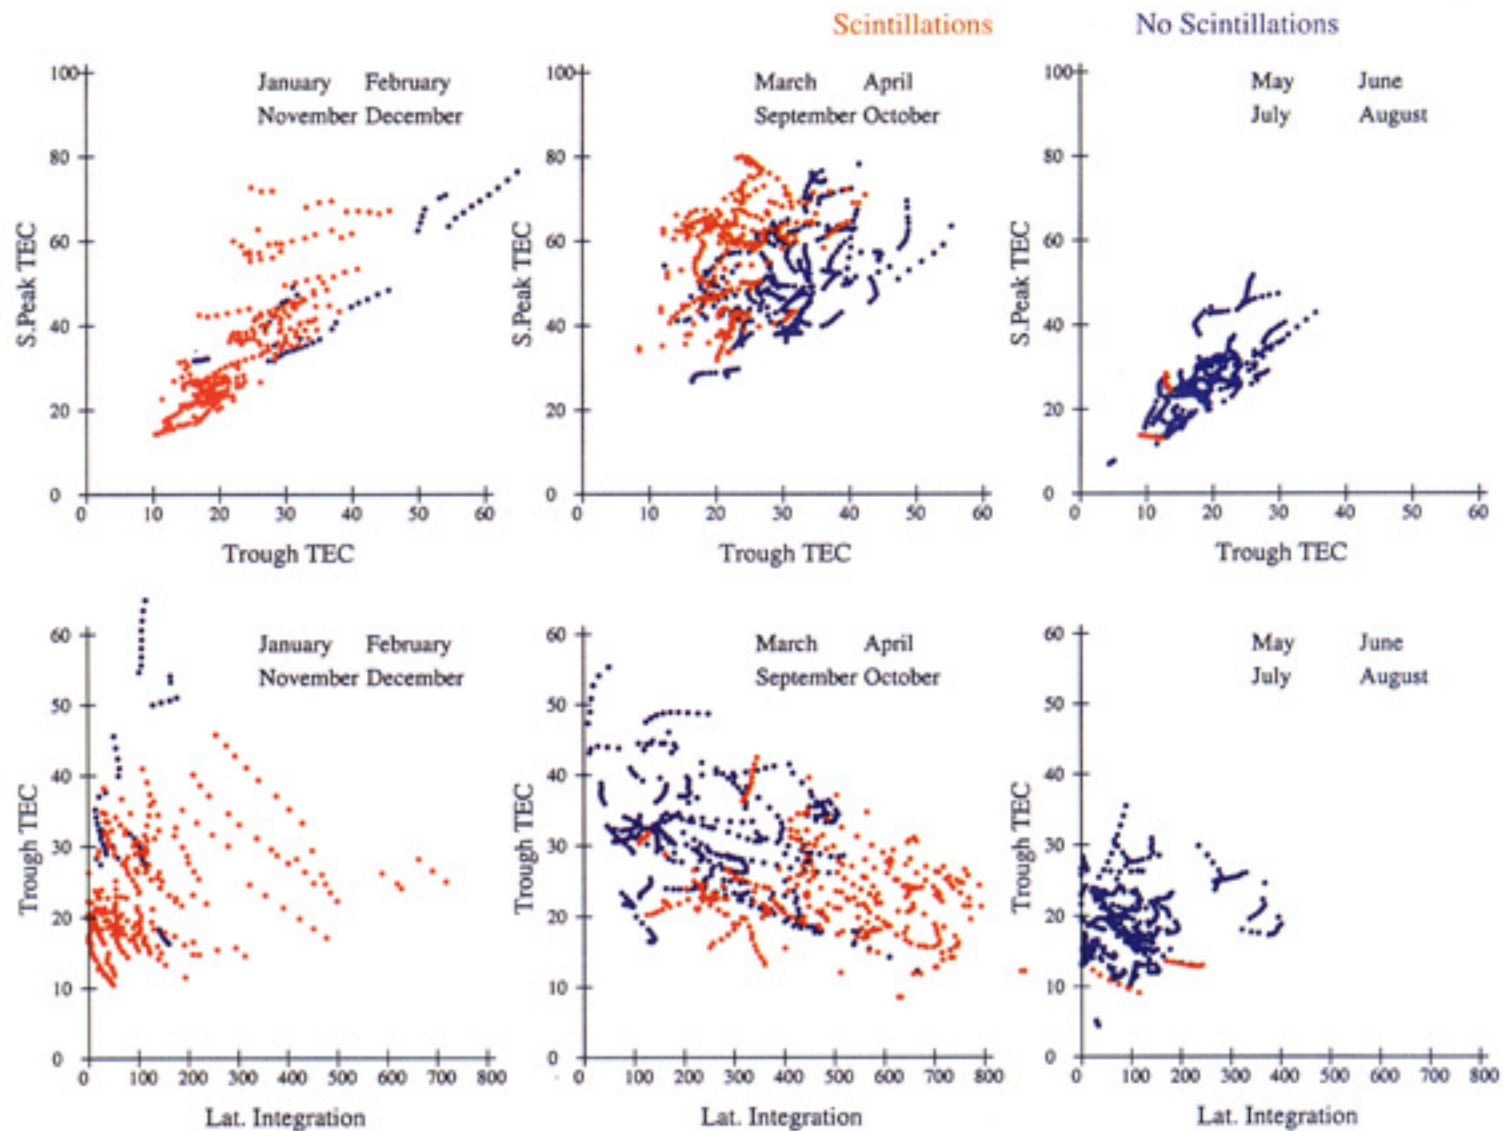 Scintillations No Scintillations
100
80
60
40
20
0
S.Peak TEC
January February
November December
0 10 20 30 40 50 60
Trough TEC
100
80
60
40
20
0
S.Peak TEC
March April
September October
0 10 20 30 40 50 60
Trough TEC
100
80
60
40
20
0
S.Peak TEC
May June
July August
0 10 20 30 40 50 60
Trough TEC
60
50
40
30
20
10
0
Trough TEC
January February
November December
0 100 200 300 400 500 600 700 800
Lat. Integration
60
50
40
30
20
10
0
Trough TEC
March April
September October
0 100 200 300 400 500 600 700 800
Lat. Integration
60
50
40
30
20
10
0
Trough TEC
May June
July August
0 100 200 300 400 500 600 700 800
Lat. Integration